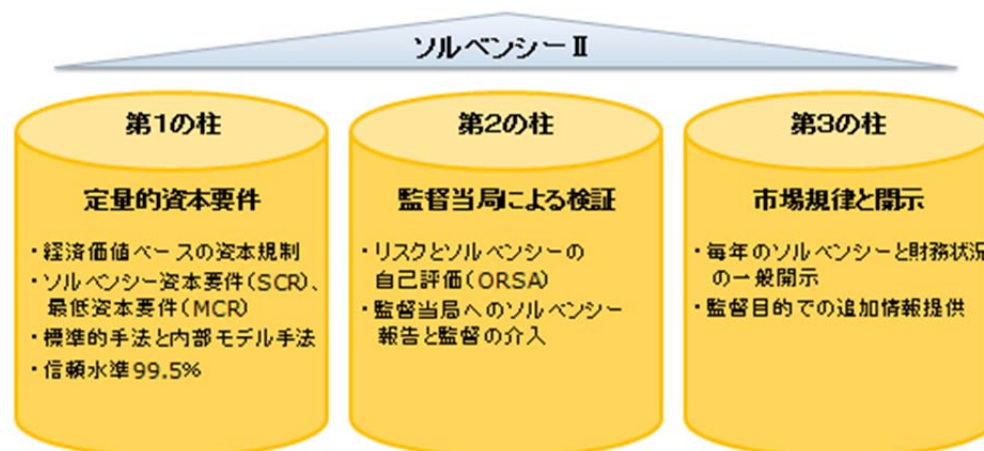 ソルベンシーⅡ
第1の柱
定量的資本要件
・経済価値ベースの資本規制
・ソルベンシー資本要件(SCR)、
最低資本要件(MCR)
・標準的手法と内部モデル手法
・信頼水準99.5%
第2の柱
監督当局による検証
・リスクとソルベンシーの
自己評価(ORSA)
・監督当局へのソルベンシー
報告と監督の介入
第3の柱
市場規律と開示
・毎年のソルベンシーと財務状況
の一般開示
・監督目的での追加情報提供